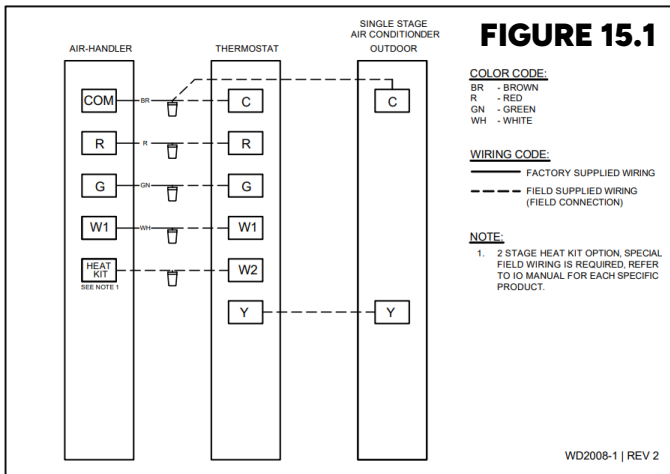 FIGURE 15.1
AIR-HANDLER
THERMOSTAT
SINGLE STAGE
AIR CONDITIONDER
OUTDOOR
COM
BR
C
C
R
R
R
G
GN
G
W1
WH
W1
HEAT
KIT
SEE NOTE 1
W2
Y
Y
COLOR CODE:
BR - BROWN
R - RED
GN - GREEN
WH - WHITE
WIRING CODE:
FACTORY SUPPLIED WIRING
FIELD SUPPLIED WIRING
(FIELD CONNECTION)
NOTE:
1. 2 STAGE HEAT KIT OPTION, SPECIAL
FIELD WIRING IS REQUIRED, REFER
TO IO MANUAL FOR EACH SPECIFIC
PRODUCT.
WD2008-1 | REV 2